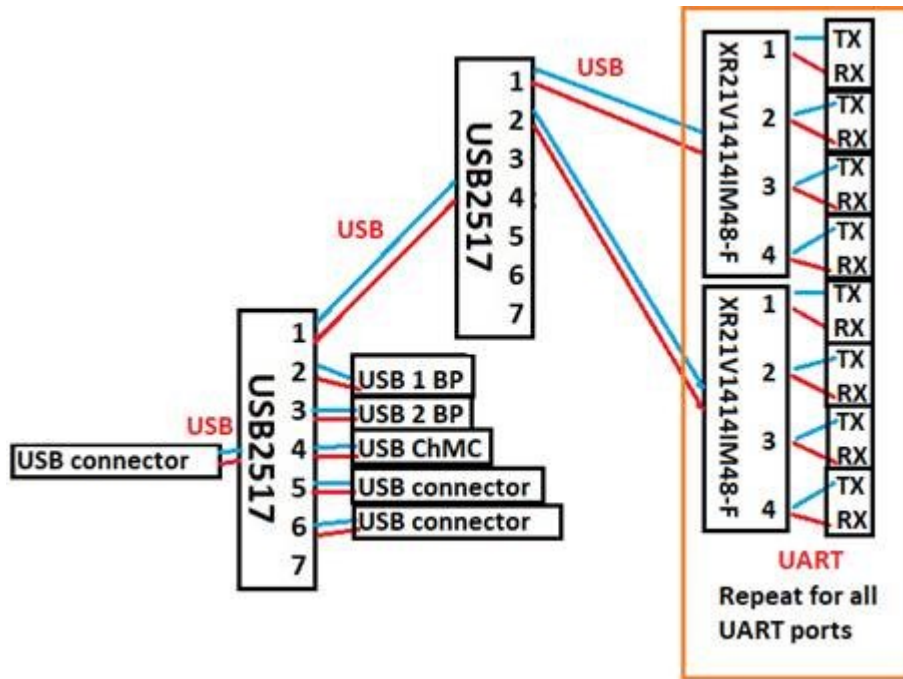 USB connector
USB
USB2517
1
2
3
4
5
6
7
USB 1 BP
USB 2 BP
USB ChMC
USB connector
USB connector
USB
USB2517
1
2
3
4
5
6
7
USB
XR21V1414IM48-F
1
2
3
4
TX
RX
TX
RX
TX
RX
TX
RX
XR21V1414IM48-F
1
2
3
4
TX
RX
TX
RX
TX
RX
TX
RX
UART
Repeat for all
UART ports